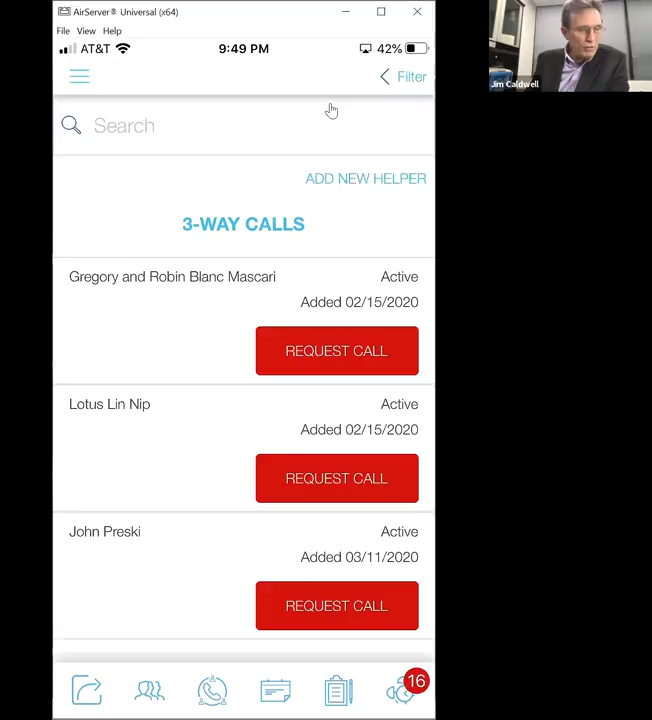 AirServer® Universal (x64)
File View Help
AT&T 9:49 PM 42%
Filter
Search
ADD NEW HELPER
3-WAY CALLS
Gregory and Robin Blanc Mascari Active
Added 02/15/2020
REQUEST CALL
Lotus Lin Nip Active
Added 02/15/2020
REQUEST CALL
John Preski Active
Added 03/11/2020
REQUEST CALL
16
Jim Caldwell